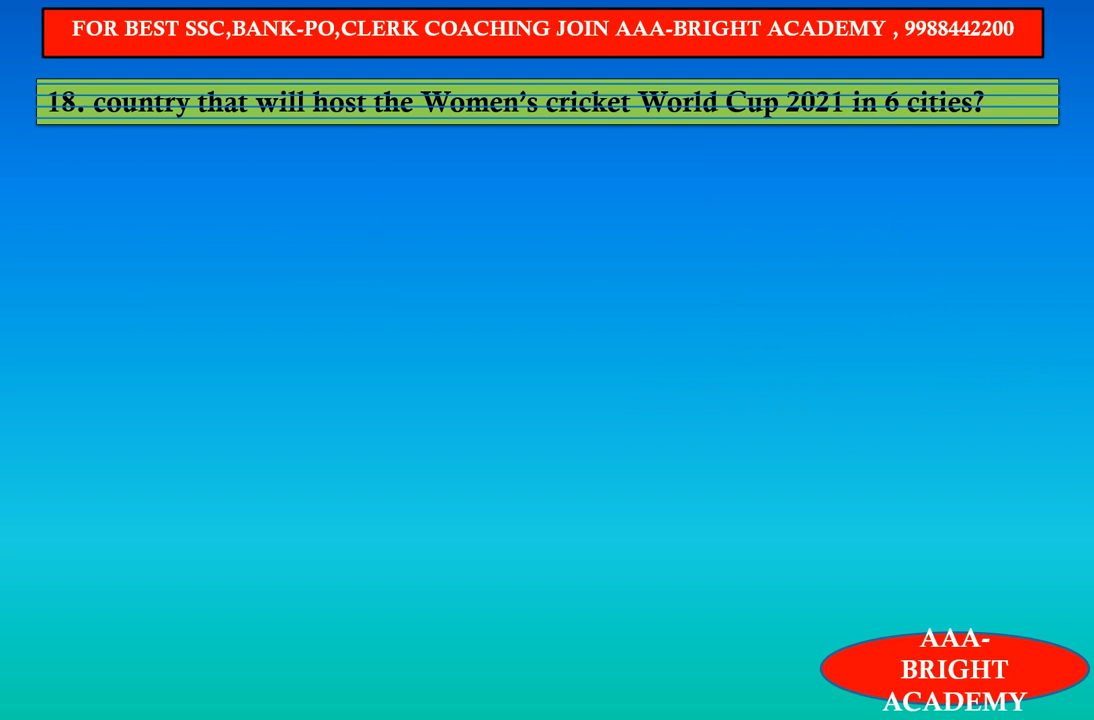 FOR BEST SSC,BANK-PO,CLERK COACHING JOIN AAA-BRIGHT ACADEMY , 9988442200
18. country that will host the Women’s cricket World Cup 2021 in 6 cities?
AAA-
BRIGHT
ACADEMY